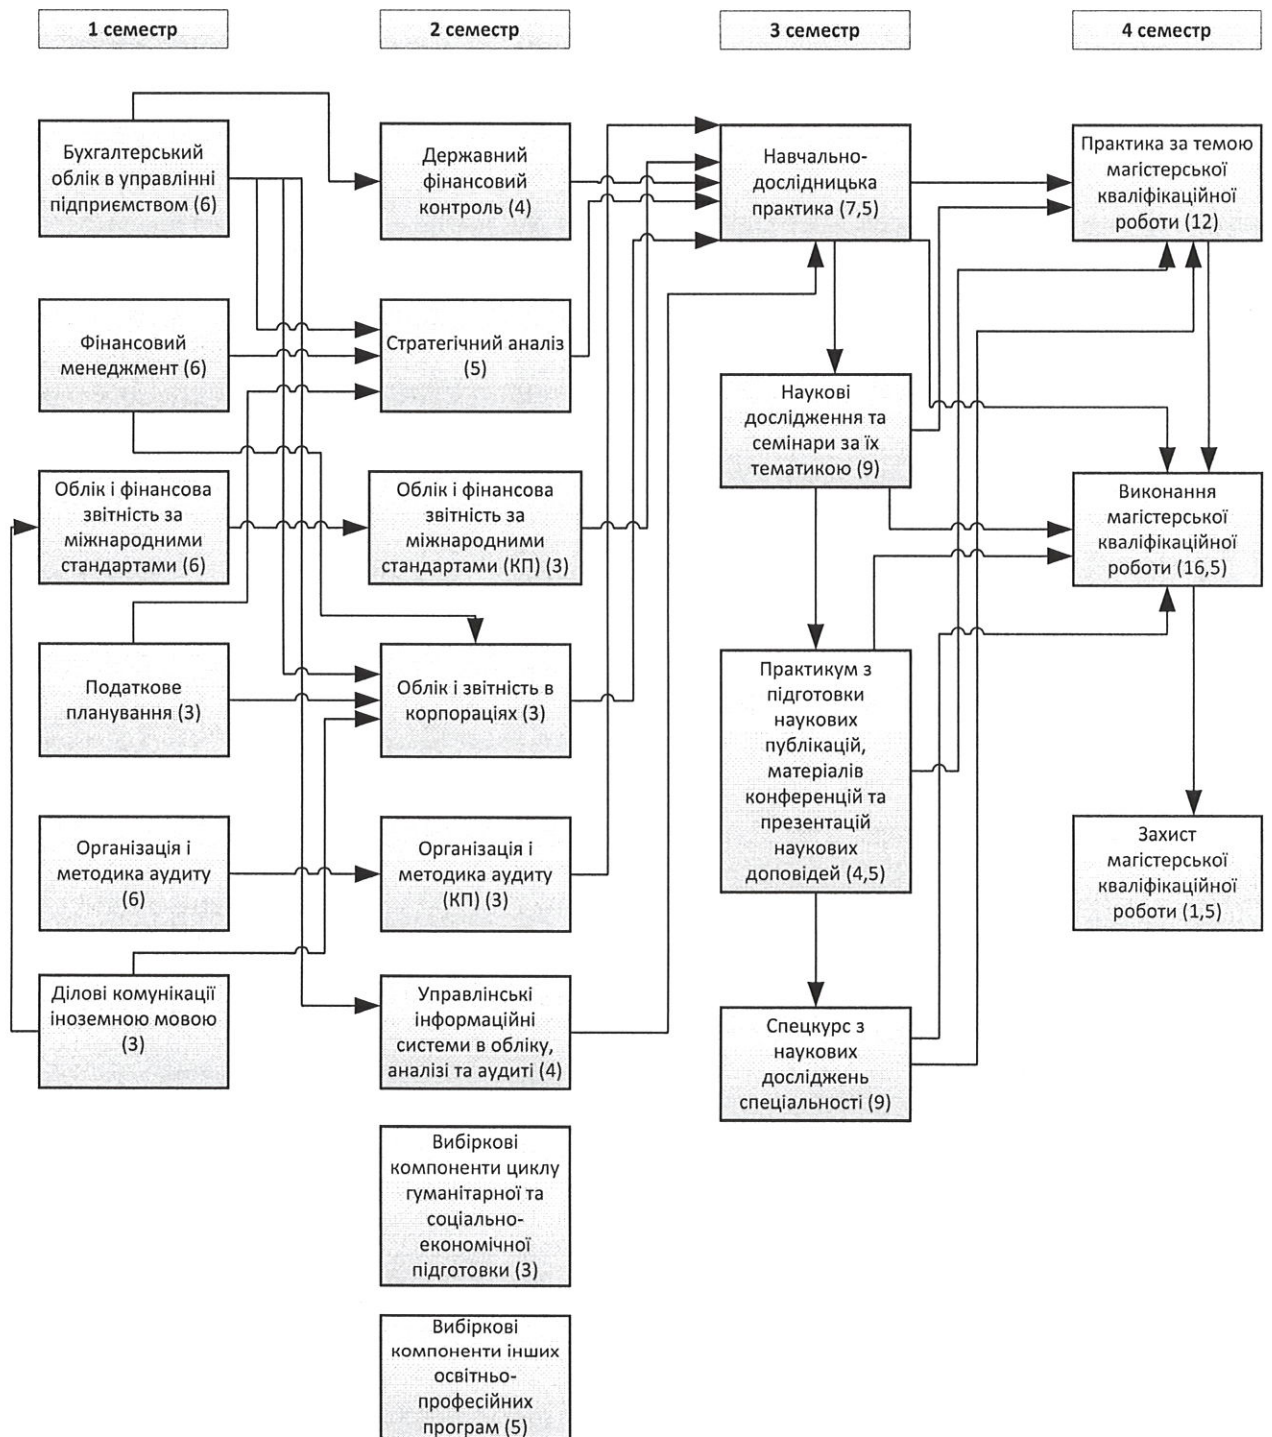 1 семестр
2 семестр
3 семестр
4 семестр
Бухгалтерський
облік в управлінні
підприємством (6)
Фінансовий
менеджмент (6)
Облік і фінансова
звітність за
міжнародними
стандартами (6)
Податкове
планування (3)
Організація і
методика аудиту
(6)
Ділові комунікації
іноземною мовою
(3)
Державний
фінансовий
контроль (4)
Стратегічний аналіз
(5)
Облік і фінансова
звітність за
міжнародними
стандартами (КП) (3)
Облік і звітність в
корпораціях (3)
Організація і
методика аудиту
(КП) (3)
Управлінські
інформаційні
системи в обліку,
аналізі та аудиті (4)
Вибіркові
компоненти циклу
гуманітарної та
соціально-
економічної
підготовки (3)
Вибіркові
компоненти інших
освітньо-
професійних
програм (5)
Навчально-
дослідницька
практика (7,5)
Наукові
дослідження та
семінари за їх
тематикою (9)
Практикум з
підготовки
наукових
публікацій,
матеріалів
конференцій та
презентацій
наукових
доповідей (4,5)
Спецкурс з
наукових
досліджень
спеціальності (9)
Практика за темою
магістерської
кваліфікаційної
роботи (12)
Виконання
магістерської
кваліфікаційної
роботи (16,5)
Захист
магістерської
кваліфікаційної
роботи (1,5)